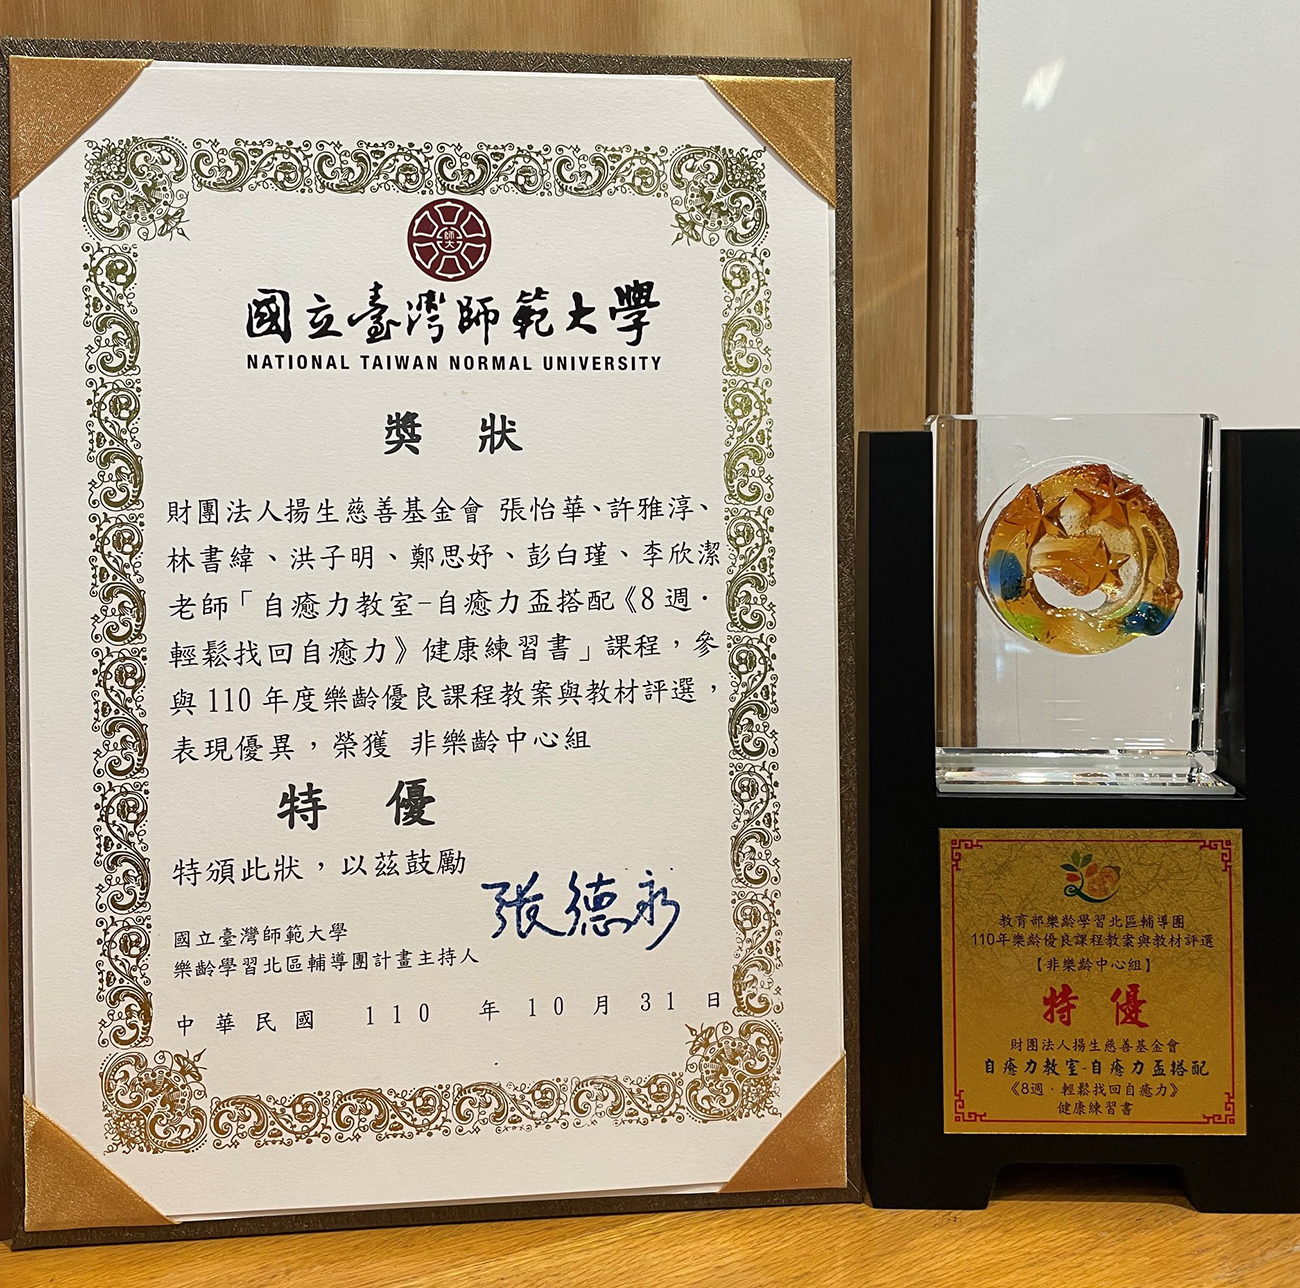 師大
國立臺灣師範大學
NATIONAL TAIWAN NORMAL UNIVERSITY
獎 狀
財團法人揚生慈善基金會 張怡華、許雅淳、
林書緯、洪子明、鄭思妤、彭白瑾、李欣潔
老師「自癒力教室-自癒力盃搭配《8週‧
輕鬆找回自癒力》健康練習書」課程，參
與110年度樂齡優良課程教案與教材評選，
表現優異，榮獲 非樂齡中心組
特 優
特頒此狀，以茲鼓勵
張德永
國立臺灣師範大學
樂齡學習北區輔導團計畫主持人
中華民國 110 年 10 月 31 日
教育部樂齡學習北區輔導團
110年樂齡優良課程教案與教材評選
【非樂齡中心組】
特 優
財團法人揚生慈善基金會
自癒力教室-自癒力盃搭配
《8週‧輕鬆找回自癒力》
健康練習書